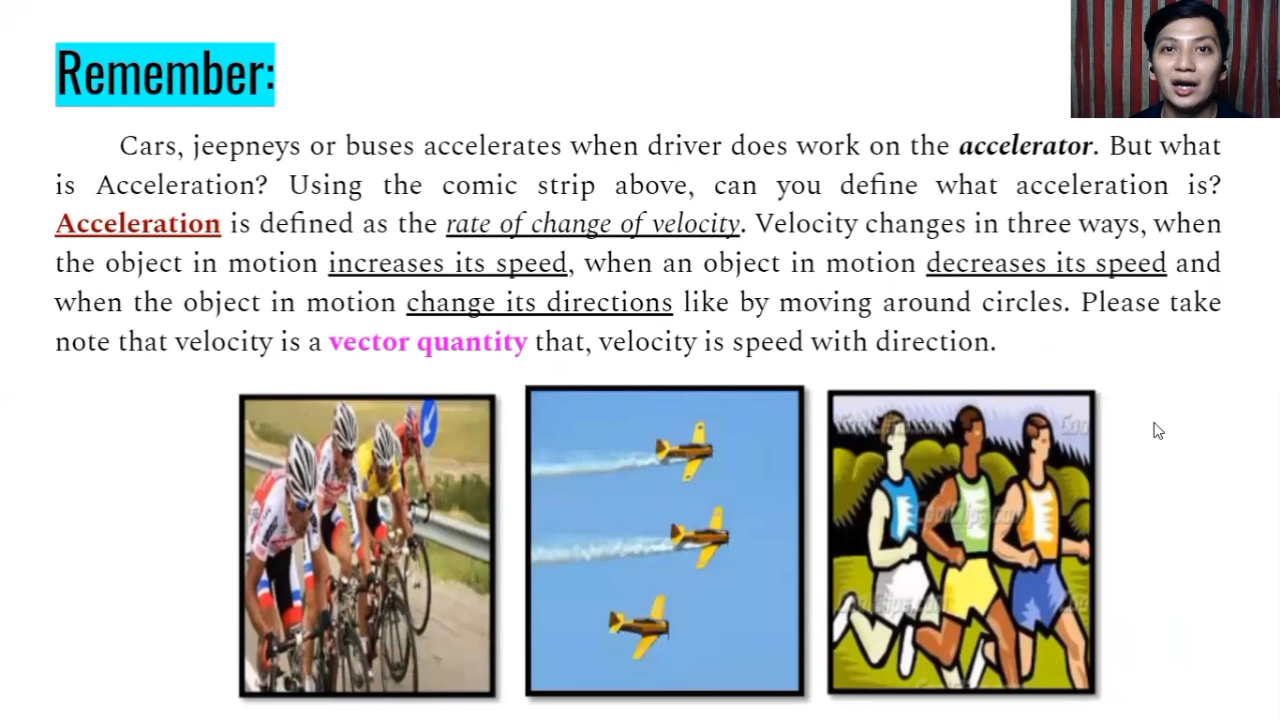 Remember:
Cars, jeepneys or buses accelerates when driver does work on the accelerator. But what
is Acceleration? Using the comic strip above, can you define what acceleration is?
Acceleration is defined as the rate of change of velocity. Velocity changes in three ways, when
the object in motion increases its speed, when an object in motion decreases its speed and
when the object in motion change its directions like by moving around circles. Please take
note that velocity is a vector quantity that, velocity is speed with direction.